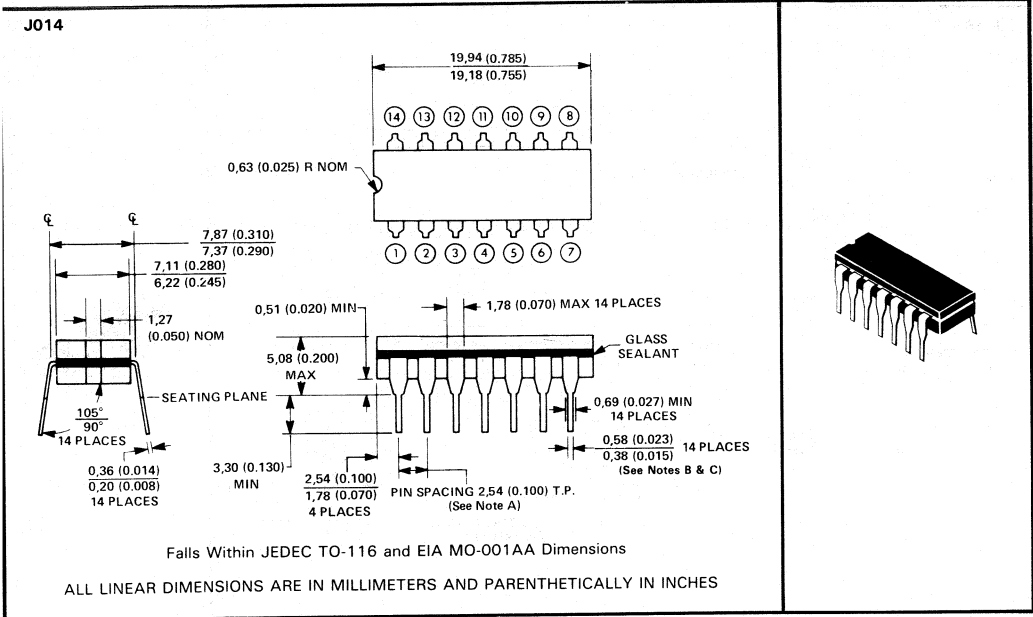 J014
19,94 (0.785)
19,18 (0.755)
14 13 12 11 10 9 8
0,63 (0.025) R NOM
1 2 3 4 5 6 7
℄ ℄
7,87 (0.310)
7,37 (0.290)
7,11 (0.280)
6,22 (0.245)
1,27
(0.050) NOM
105°
90°
14 PLACES
0,36 (0.014)
0,20 (0.008)
14 PLACES
SEATING PLANE
0,51 (0.020) MIN
1,78 (0.070) MAX 14 PLACES
5,08 (0.200)
MAX
GLASS
SEALANT
0,69 (0.027) MIN
14 PLACES
0,58 (0.023)
0,38 (0.015)
14 PLACES
(See Notes B & C)
3,30 (0.130)
MIN
2,54 (0.100)
1,78 (0.070)
4 PLACES
PIN SPACING 2,54 (0.100) T.P.
(See Note A)
Falls Within JEDEC TO-116 and EIA MO-001AA Dimensions
ALL LINEAR DIMENSIONS ARE IN MILLIMETERS AND PARENTHETICALLY IN INCHES